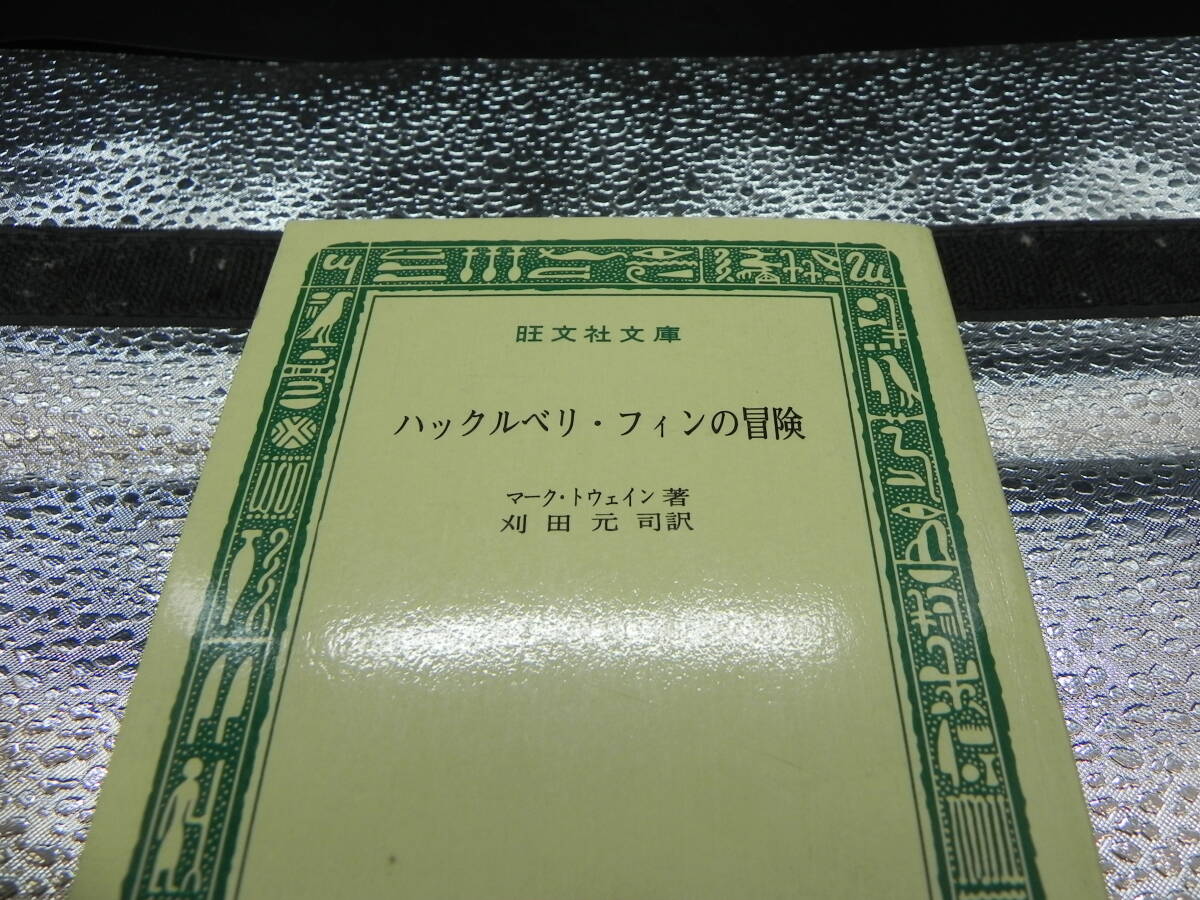 旺文社文庫
ハックルベリ・フィンの冒険
マーク・トウェイン 著
刈田元司訳